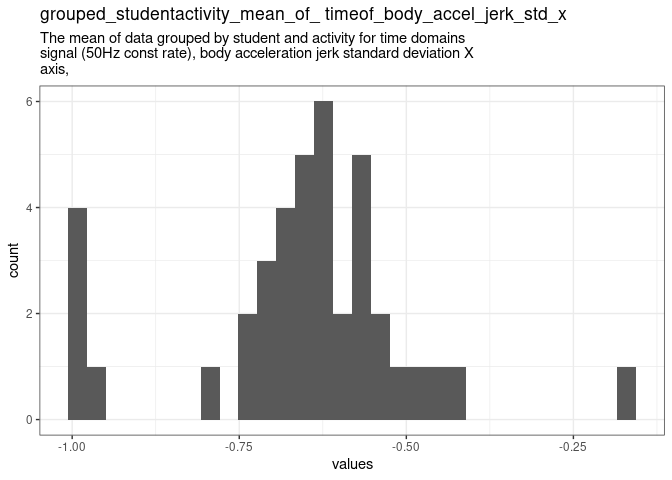 grouped_studentactivity_mean_of_ timeof_body_accel_jerk_std_x
The mean of data grouped by student and activity for time domains
signal (50Hz const rate), body acceleration jerk standard deviation X
axis,
6
4
2
0
count
-1.00
-0.75
-0.50
-0.25
values